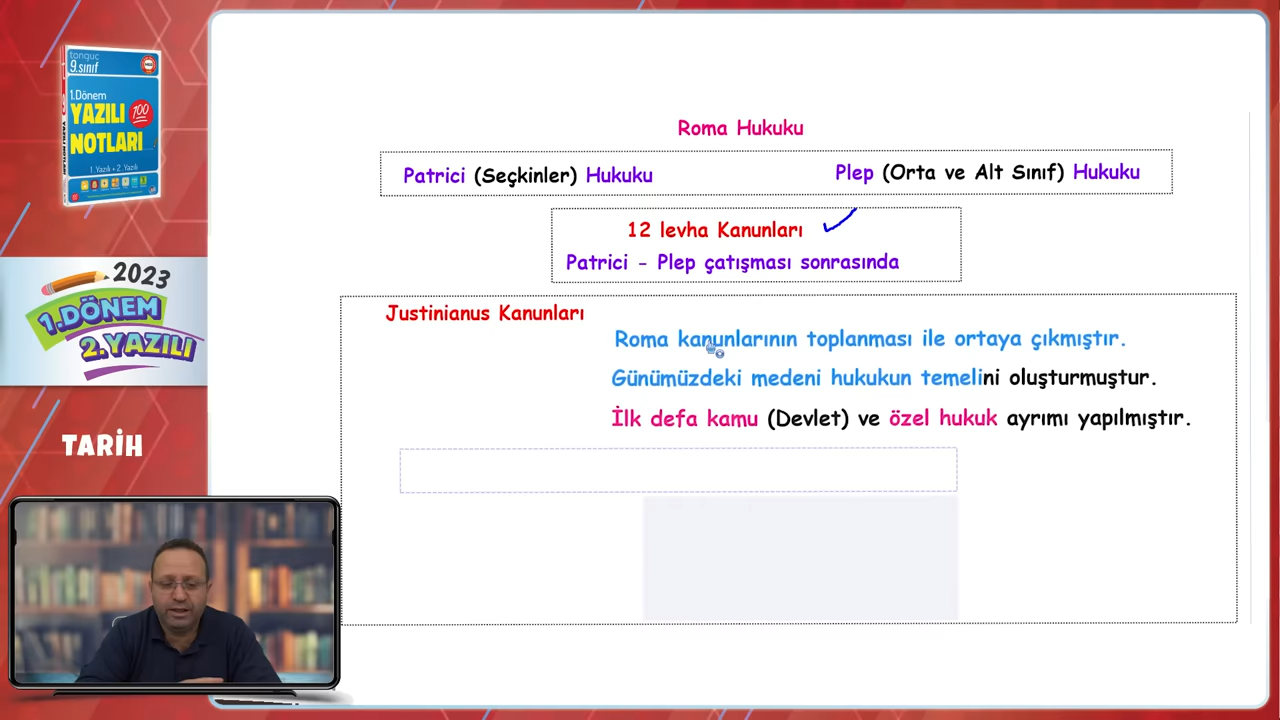 tonguç
9.sınıf
1.Dönem
YAZILI
100
NOTLARI
1.Yazılı + 2.Yazılı
YAZILI NOTLARI
2023
1.DÖNEM
2.YAZILI
TARİH
Roma Hukuku
Patrici (Seçkinler) Hukuku
Plep (Orta ve Alt Sınıf) Hukuku
12 levha Kanunları
Patrici - Plep çatışması sonrasında
Justinianus Kanunları
Roma kanunlarının toplanması ile ortaya çıkmıştır.
Günümüzdeki medeni hukukun temelini oluşturmuştur.
İlk defa kamu (Devlet) ve özel hukuk ayrımı yapılmıştır.